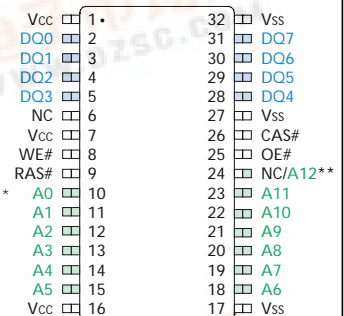 Vcc 1 • 32 Vss
DQ0 2 31 DQ7
DQ1 3 30 DQ6
DQ2 4 29 DQ5
DQ3 5 28 DQ4
NC 6 27 Vss
Vcc 7 26 CAS#
WE# 8 25 OE#
RAS# 9 24 NC/A12**
* A0 10 23 A11
A1 11 22 A10
A2 12 21 A9
A3 13 20 A8
A4 14 19 A7
A5 15 18 A6
Vcc 16 17 Vss